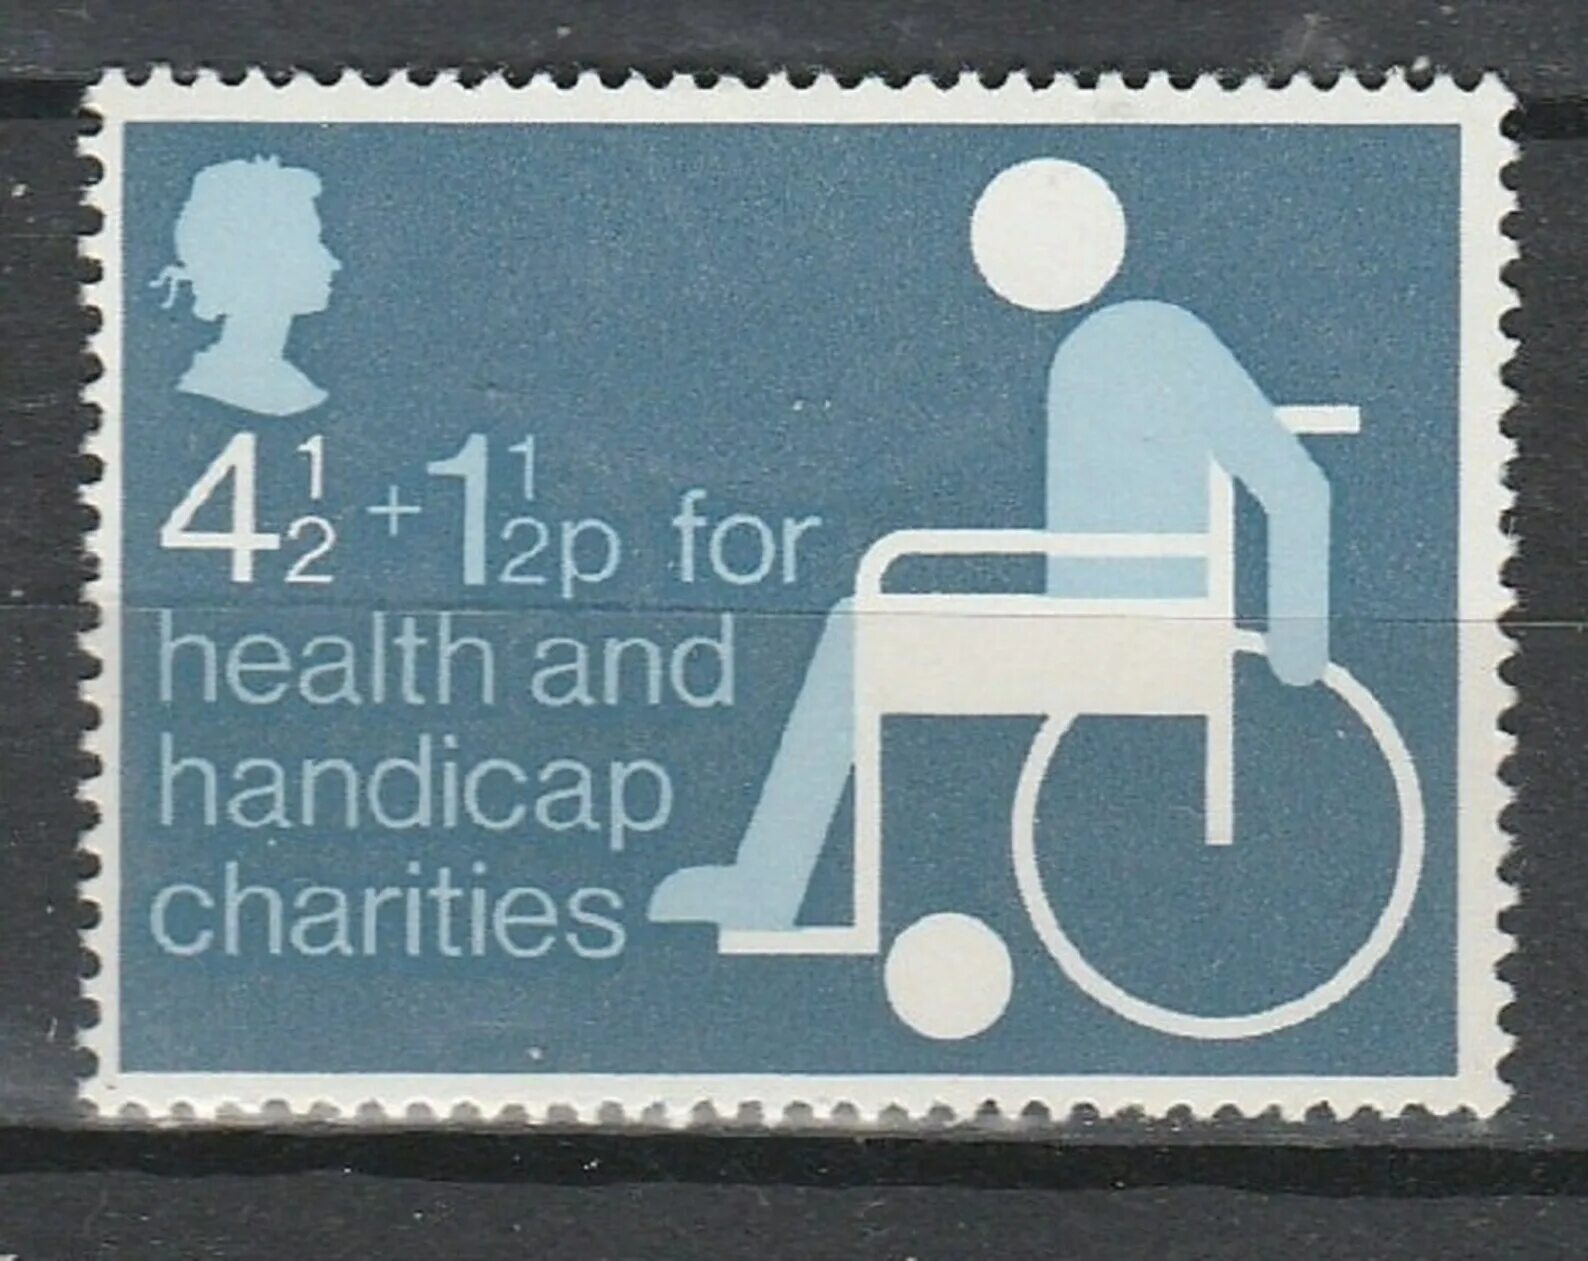 4½ + 1½p for
health and
handicap
charities